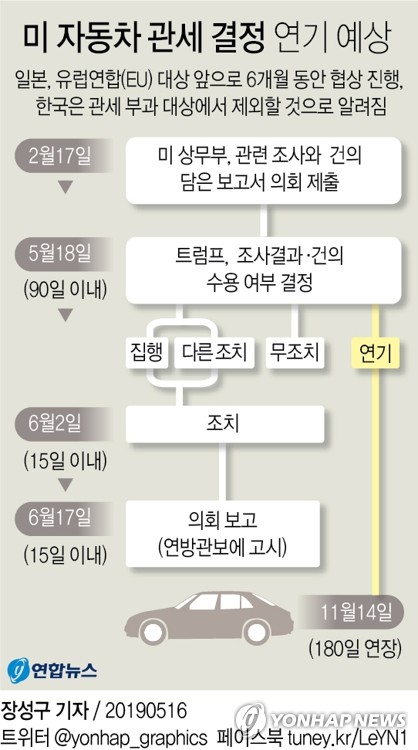 미 자동차 관세 결정 연기 예상
일본, 유럽연합(EU) 대상 앞으로 6개월 동안 협상 진행,
한국은 관세 부과 대상에서 제외할 것으로 알려짐
2월17일
미 상무부, 관련 조사와 건의
담은 보고서 의회 제출
5월18일
(90일 이내)
트럼프, 조사결과·건의
수용 여부 결정
집행
다른 조치
무조치
연기
6월2일
(15일 이내)
조치
6월17일
(15일 이내)
의회 보고
(연방관보에 고시)
11월14일
(180일 연장)
연합뉴스
장성구 기자 / 20190516
YONHAP NEWS
트위터 @yonhap_graphics 페이스북 tuney.kr/LeYN1